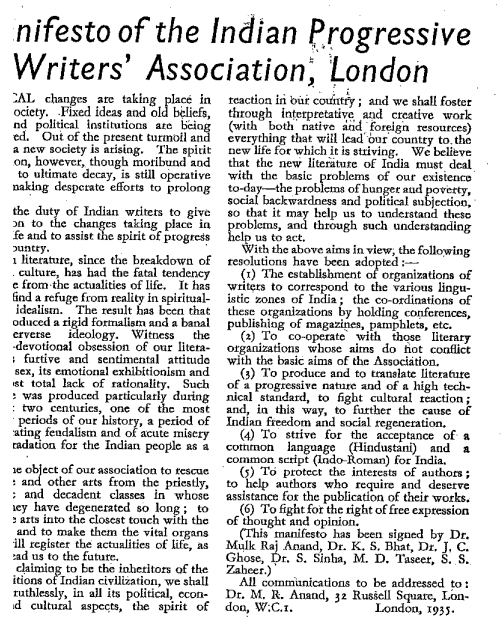 nifesto of the Indian Progressive
Writers' Association, London
CAL changes are taking place in
ociety. Fixed ideas and old beliefs,
nd political institutions are being
ed. Out of the present turmoil and
a new society is arising. The spirit
on, however, though moribund and
to ultimate decay, is still operative
making desperate efforts to prolong
the duty of Indian writers to give
on to the changes taking place in
fe and to assist the spirit of progress
ountry.
literature, since the breakdown of
culture, has had the fatal tendency
e from the actualities of life. It has
find a refuge from reality in spiritual-
idealism. The result has been that
oduced a rigid formalism and a banal
erverse ideology. Witness the
-devotional obsession of our litera-
furtive and sentimental attitude
sex, its emotional exhibitionism and
st total lack of rationality. Such
was produced particularly during
two centuries, one of the most
periods of our history, a period of
ating feudalism and of acute misery
radation for the Indian people as a
e object of our association to rescue
and other arts from the priestly,
and decadent classes in whose
ey have degenerated so long; to
e arts into the closest touch with the
and to make them the vital organs
ill register the actualities of life, as
ead us to the future.
claiming to be the inheritors of the
itions of Indian civilization, we shall
ruthlessly, in all its political, econ-
d cultural aspects, the spirit of
reaction in our country; and we shall foster
through interpretative and creative work
(with both native and foreign resources)
everything that will lead our country to the
new life for which it is striving. We believe
that the new literature of India must deal
with the basic problems of our existence
to-day—the problems of hunger and poverty,
social backwardness and political subjection,
so that it may help us to understand these
problems, and through such understanding
help us to act.
With the above aims in view, the following
resolutions have been adopted:—
(1) The establishment of organizations of
writers to correspond to the various lingu-
istic zones of India; the co-ordinations of
these organizations by holding conferences,
publishing of magazines, pamphlets, etc.
(2) To co-operate with those literary
organizations whose aims do not conflict
with the basic aims of the Association.
(3) To produce and to translate literature
of a progressive nature and of a high tech-
nical standard, to fight cultural reaction;
and, in this way, to further the cause of
Indian freedom and social regeneration.
(4) To strive for the acceptance of a
common language (Hindustani) and a
common script (Indo-Roman) for India.
(5) To protect the interests of authors;
to help authors who require and deserve
assistance for the publication of their works.
(6) To fight for the right of free expression
of thought and opinion.
(This manifesto has been signed by Dr.
Mulk Raj Anand, Dr. K. S. Bhat, Dr. J. C.
Ghose, Dr. S. Sinha, M. D. Taseer, S. S.
Zaheer.)
All communications to be addressed to:
Dr. M. R. Anand, 32 Russell Square, Lon-
don, W.C.1. London, 1935.